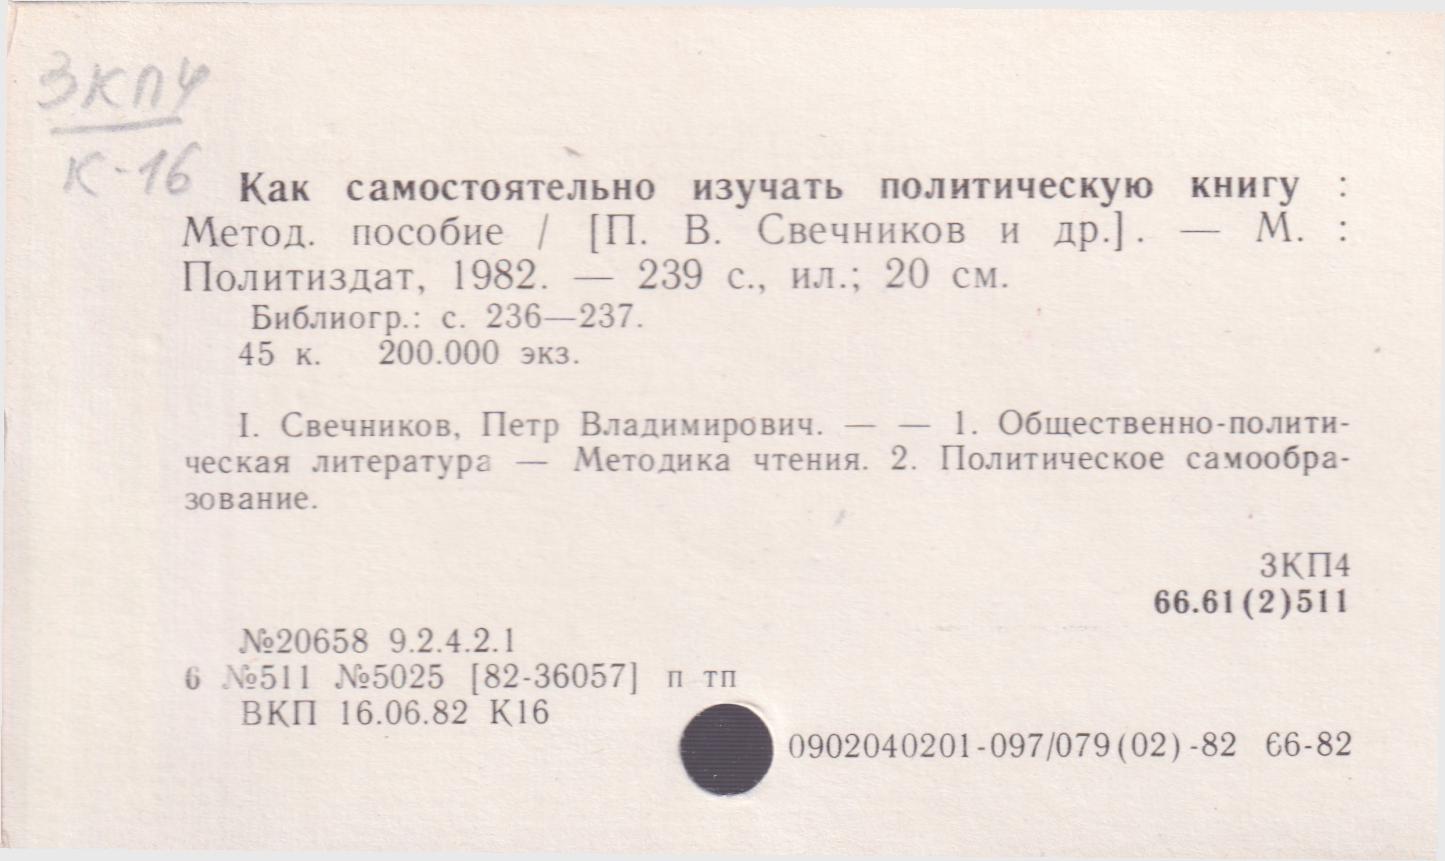 3КП4
К-16
Как самостоятельно изучать политическую книгу :
Метод. пособие / [П. В. Свечников и др.]. — М. :
Политиздат, 1982. — 239 с., ил.; 20 см.
Библиогр.: с. 236—237.
45 к. 200.000 экз.
I. Свечников, Петр Владимирович. — — 1. Общественно-полити-
ческая литература — Методика чтения. 2. Политическое самообра-
зование.
3КП4
66.61(2)511
№20658 9.2.4.2.1
6 №511 №5025 [82-36057] п тп
ВКП 16.06.82 К16
0902040201-097/079(02)-82 66-82